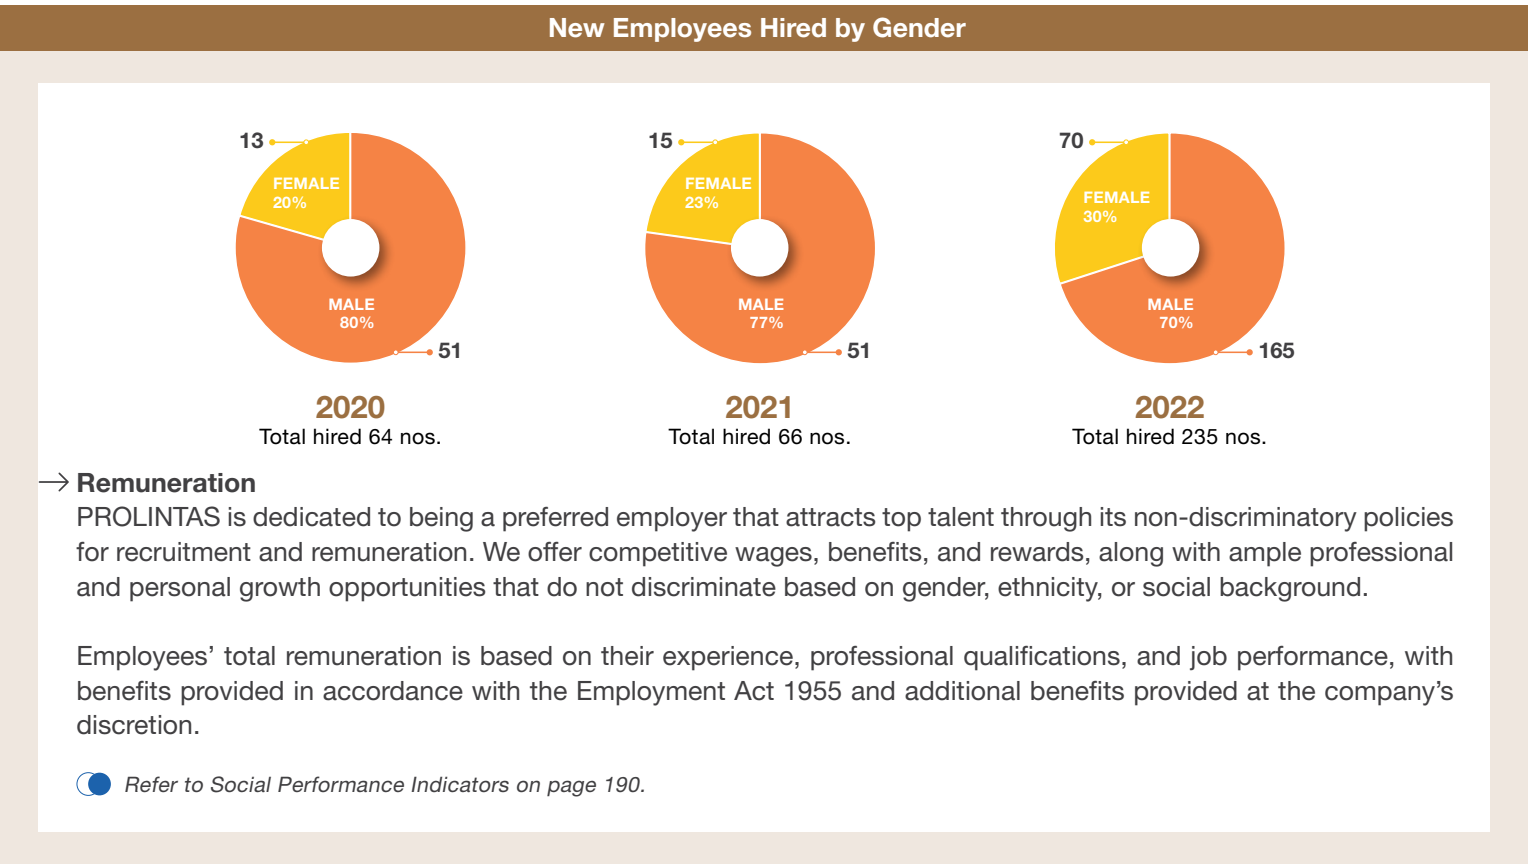 New Employees Hired by Gender
13
FEMALE
20%
MALE
80%
51
2020
Total hired 64 nos.
15
FEMALE
23%
MALE
77%
51
2021
Total hired 66 nos.
70
FEMALE
30%
MALE
70%
165
2022
Total hired 235 nos.
Remuneration
PROLINTAS is dedicated to being a preferred employer that attracts top talent through its non-discriminatory policies
for recruitment and remuneration. We offer competitive wages, benefits, and rewards, along with ample professional
and personal growth opportunities that do not discriminate based on gender, ethnicity, or social background.
Employees’ total remuneration is based on their experience, professional qualifications, and job performance, with
benefits provided in accordance with the Employment Act 1955 and additional benefits provided at the company’s
discretion.
Refer to Social Performance Indicators on page 190.